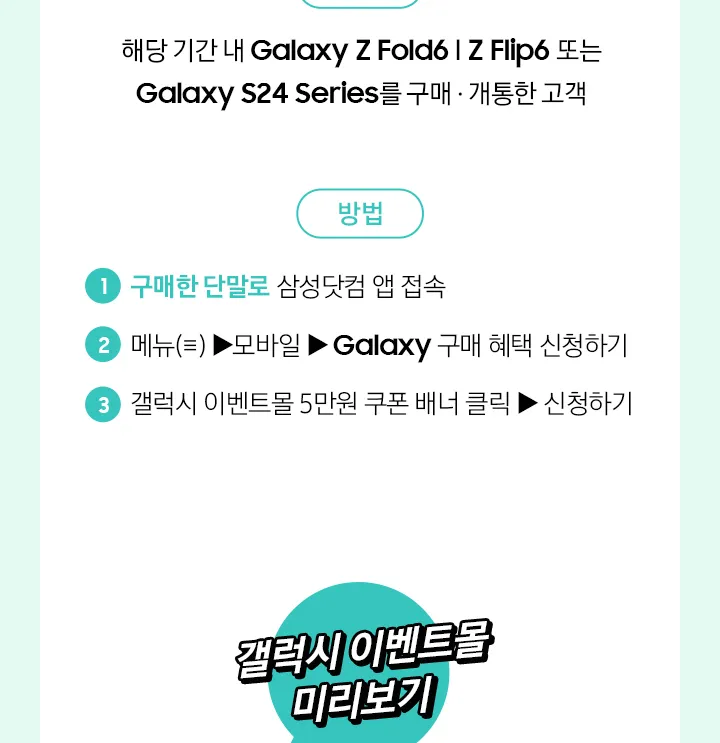 해당 기간 내 Galaxy Z Fold6 | Z Flip6 또는
Galaxy S24 Series를 구매 · 개통한 고객
방법
1 구매한 단말로 삼성닷컴 앱 접속
2 메뉴(≡) ▶모바일 ▶ Galaxy 구매 혜택 신청하기
3 갤럭시 이벤트몰 5만원 쿠폰 배너 클릭 ▶ 신청하기
갤럭시 이벤트몰
미리보기